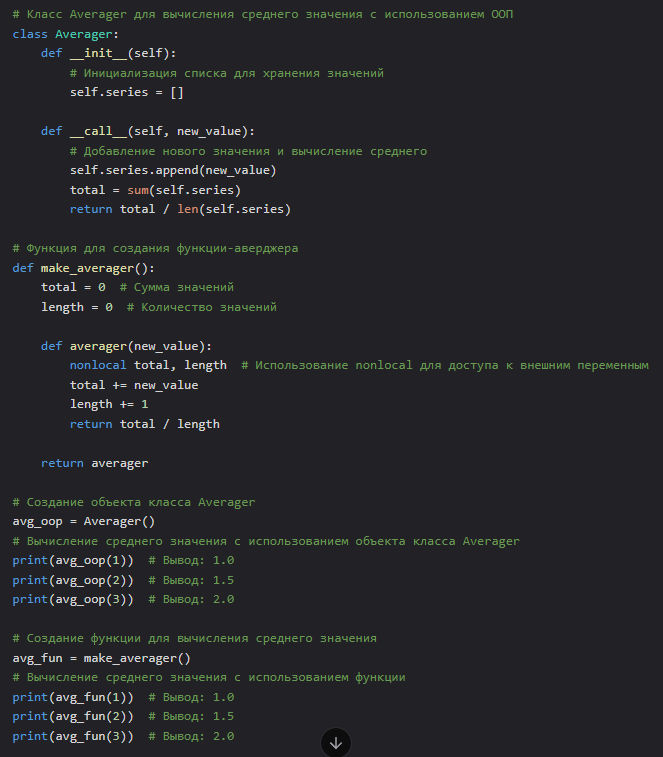 # Класс Averager для вычисления среднего значения с использованием ООП
class Averager:
    def __init__(self):
        # Инициализация списка для хранения значений
        self.series = []

    def __call__(self, new_value):
        # Добавление нового значения и вычисление среднего
        self.series.append(new_value)
        total = sum(self.series)
        return total / len(self.series)

# Функция для создания функции-аверджера
def make_averager():
    total = 0  # Сумма значений
    length = 0  # Количество значений

    def averager(new_value):
        nonlocal total, length  # Использование nonlocal для доступа к внешним переменным
        total += new_value
        length += 1
        return total / length

    return averager

# Создание объекта класса Averager
avg_oop = Averager()
# Вычисление среднего значения с использованием объекта класса Averager
print(avg_oop(1))  # Вывод: 1.0
print(avg_oop(2))  # Вывод: 1.5
print(avg_oop(3))  # Вывод: 2.0

# Создание функции для вычисления среднего значения
avg_fun = make_averager()
# Вычисление среднего значения с использованием функции
print(avg_fun(1))  # Вывод: 1.0
print(avg_fun(2))  # Вывод: 1.5
print(avg_fun(3))  # Вывод: 2.0